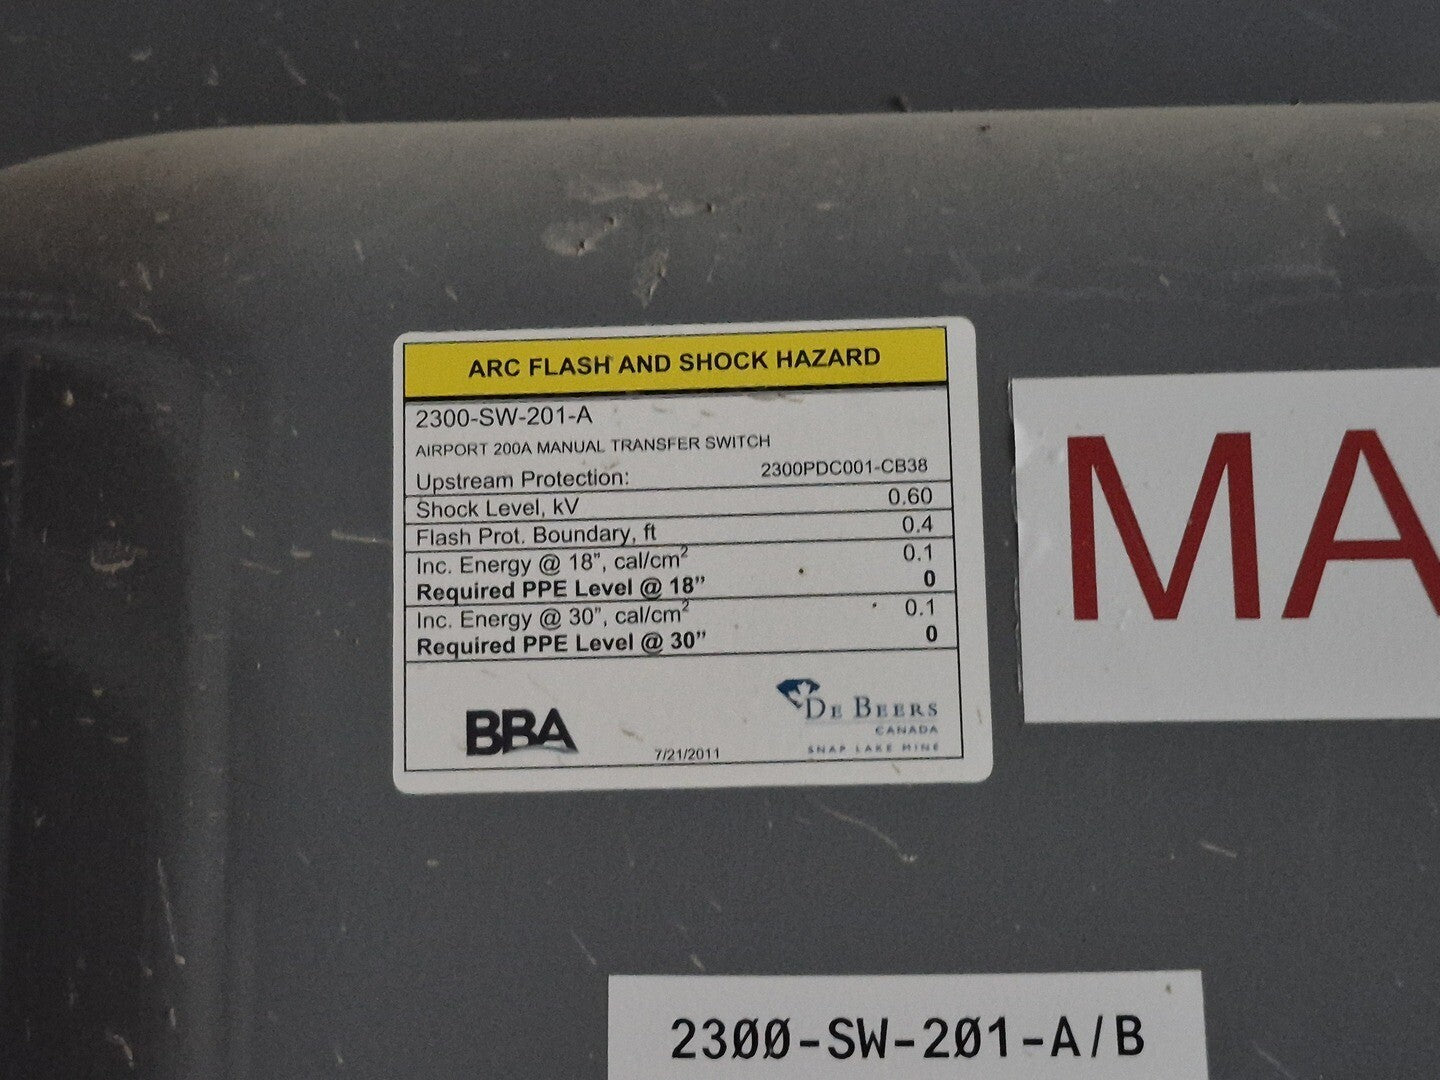 ARC FLASH AND SHOCK HAZARD
2300-SW-201-A
AIRPORT 200A MANUAL TRANSFER SWITCH
Upstream Protection: 2300PDC001-CB38
Shock Level, kV 0.60
Flash Prot. Boundary, ft 0.4
Inc. Energy @ 18", cal/cm² 0.1
Required PPE Level @ 18" 0
Inc. Energy @ 30", cal/cm² 0.1
Required PPE Level @ 30" 0
BBA
7/21/2011
DE BEERS
CANADA
SNAP LAKE MINE
MA
2300-SW-201-A/B